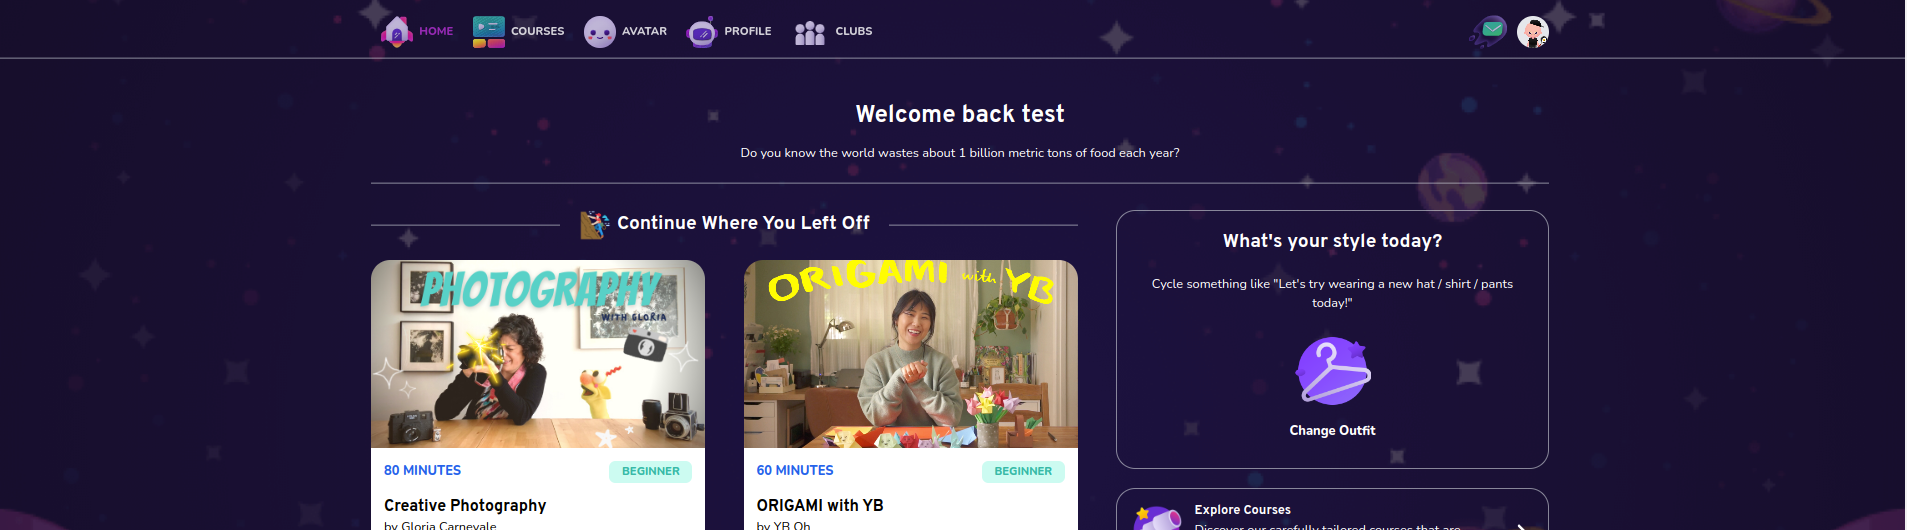 HOME
COURSES
AVATAR
PROFILE
CLUBS
Welcome back test
Do you know the world wastes about 1 billion metric tons of food each year?
Continue Where You Left Off
PHOTOGRAPHY
WITH GLORIA
80 MINUTES
BEGINNER
Creative Photography
by Gloria Carnevale
ORIGAMI with YB
60 MINUTES
BEGINNER
ORIGAMI with YB
by YB Oh
What's your style today?
Cycle something like "Let's try wearing a new hat / shirt / pants
today!"
Change Outfit
Explore Courses
Discover our carefully tailored courses that are